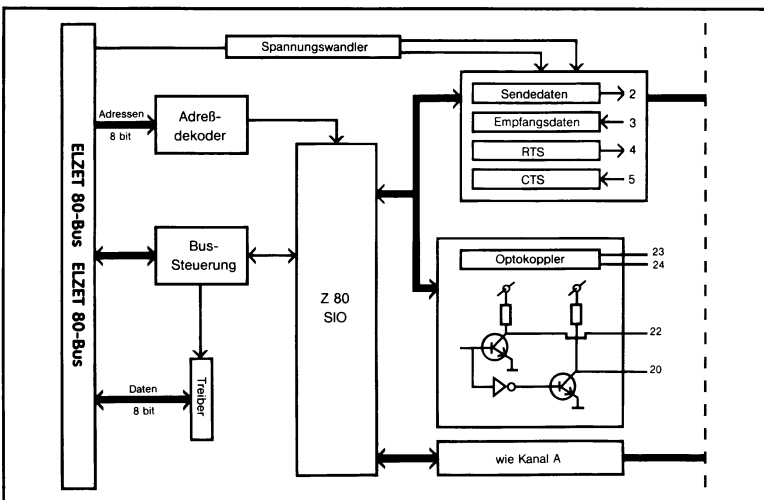 ELZET 80-Bus ELZET 80-Bus
Spannungswandler
Adressen
8 bit
Adreß-
dekoder
Sendedaten
2
Empfangsdaten
3
RTS
4
CTS
5
Bus-
Steuerung
Z 80
SIO
Optokoppler
23
24
22
20
Daten
8 bit
Treiber
wie Kanal A